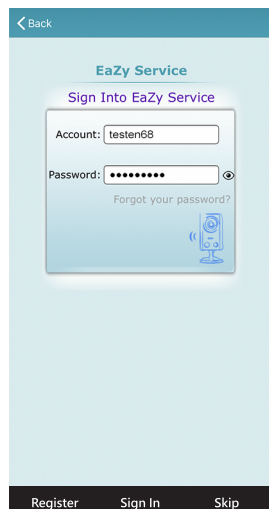 Back
EaZy Service
Sign Into EaZy Service
Account: testen68
Password: •••••••••
Forgot your password?
Register Sign In Skip